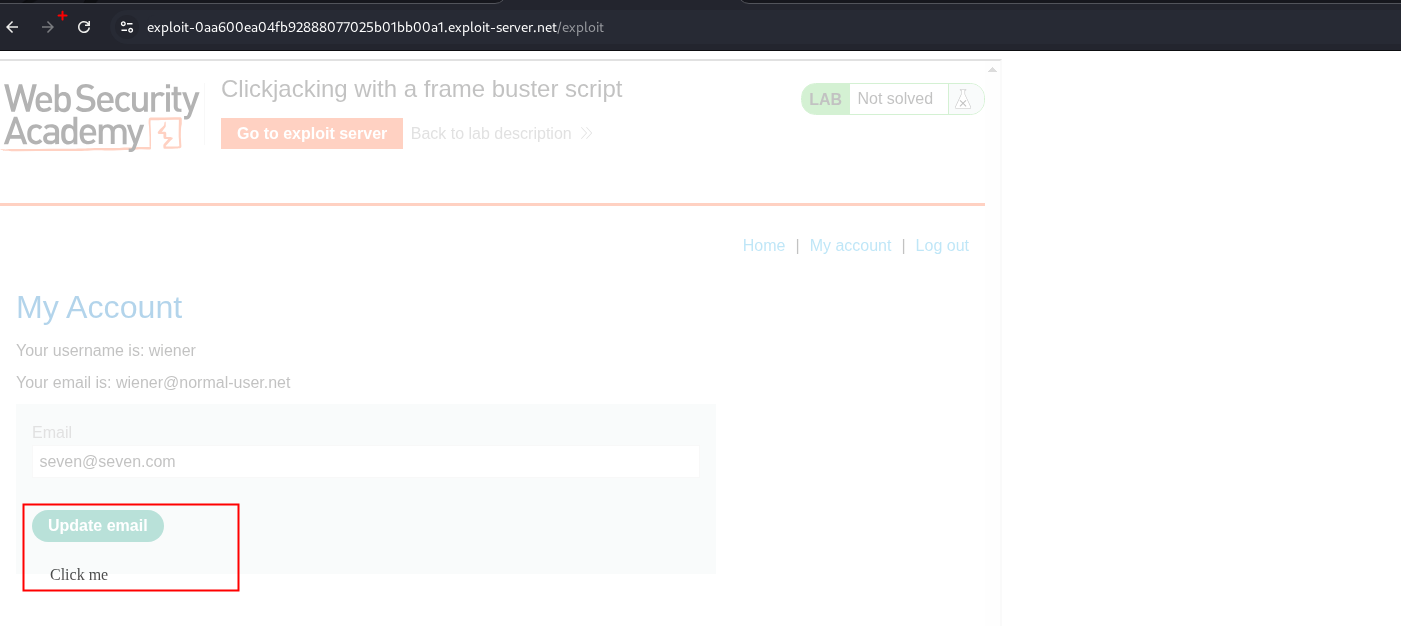 exploit-0aa600ea04fb92888077025b01bb00a1.exploit-server.net/exploit
Web Security
Academy
Clickjacking with a frame buster script
LAB Not solved
Go to exploit server Back to lab description
Home | My account | Log out
My Account
Your username is: wiener
Your email is: wiener@normal-user.net
Email
seven@seven.com
Update email
Click me